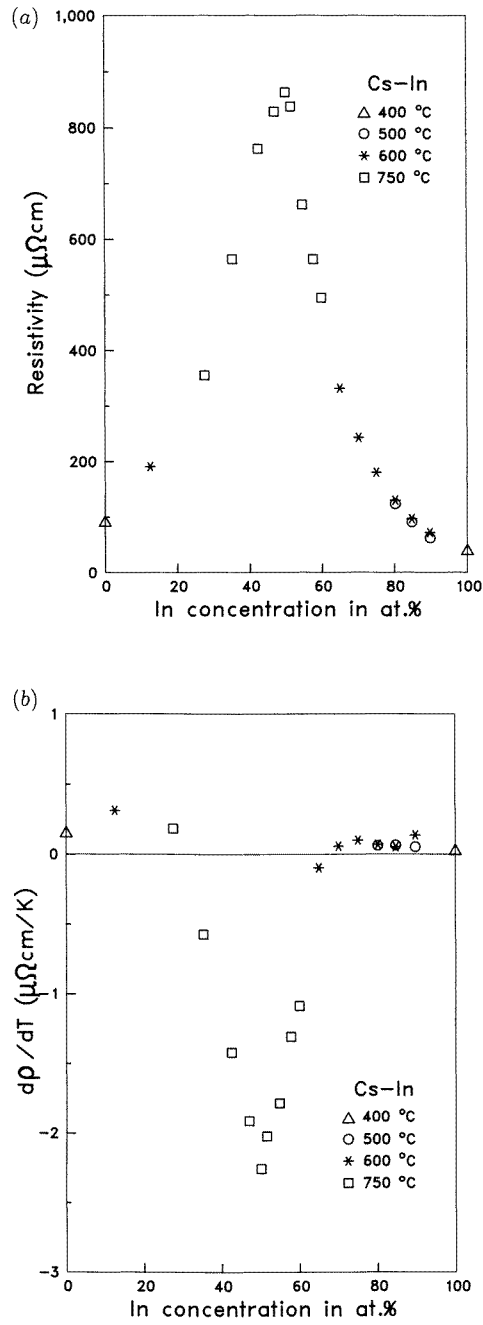 (a)
1,000
800
600
400
200
0
Resistivity (μΩcm)
Cs-In
400 °C
500 °C
600 °C
750 °C
0 20 40 60 80 100
In concentration in at.%
(b)
1
0
-1
-2
-3
dρ/dT (μΩcm/K)
Cs-In
400 °C
500 °C
600 °C
750 °C
0 20 40 60 80 100
In concentration in at.%